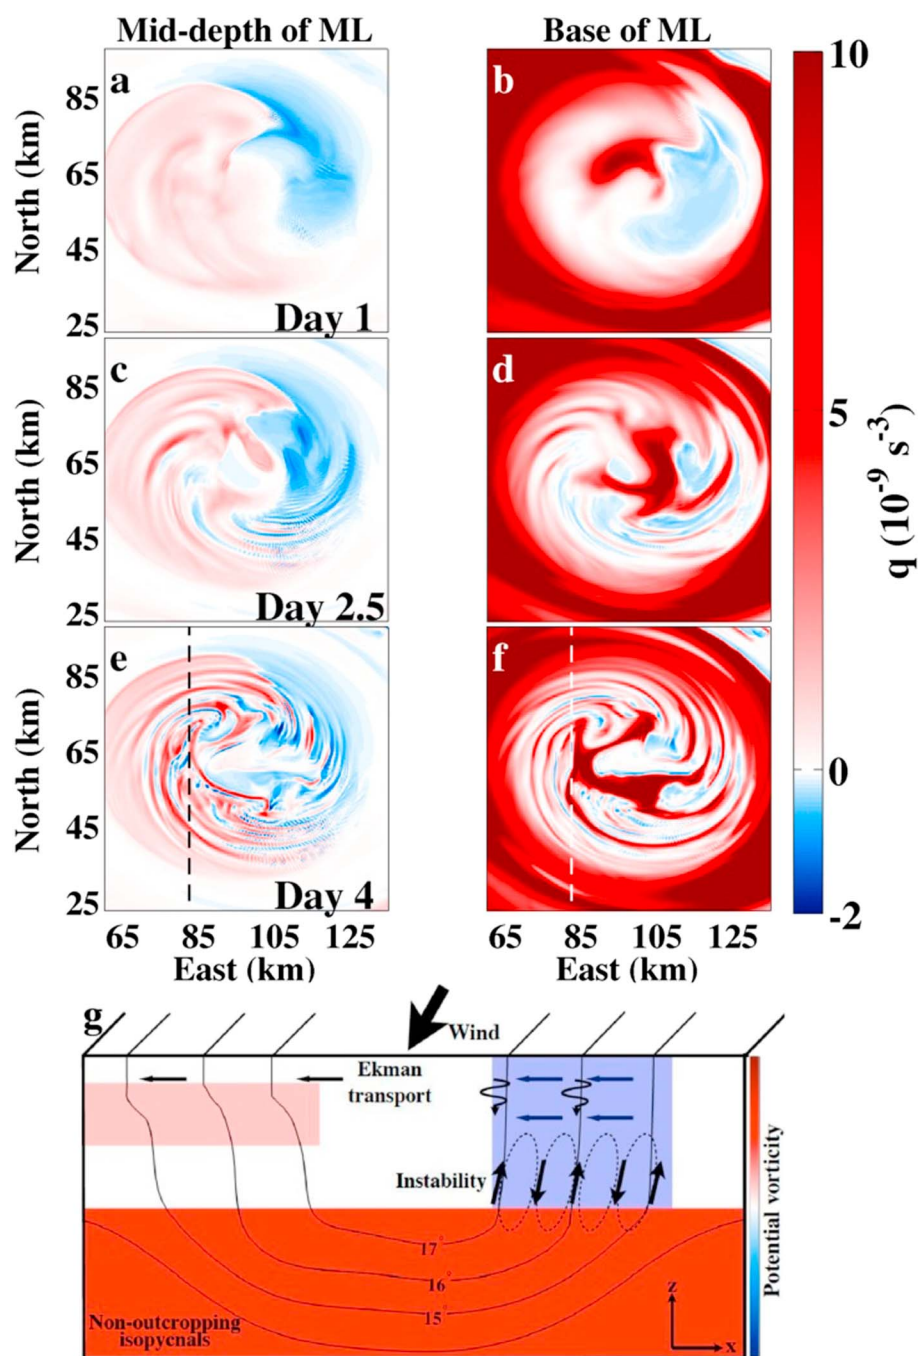 Mid-depth of ML Base of ML
a b
85
65
45
25
North (km)
Day 1
c d
85
65
45
25
North (km)
Day 2.5
e f
85
65
45
25
North (km)
Day 4
65 85 105 125 65 85 105 125
East (km) East (km)
10
5
0
-2
q (10-9 s-3)
g
Wind
Ekman
transport
Instability
17°
16°
15°
Non-outcropping
isopycnals
z
x
Potential vorticity